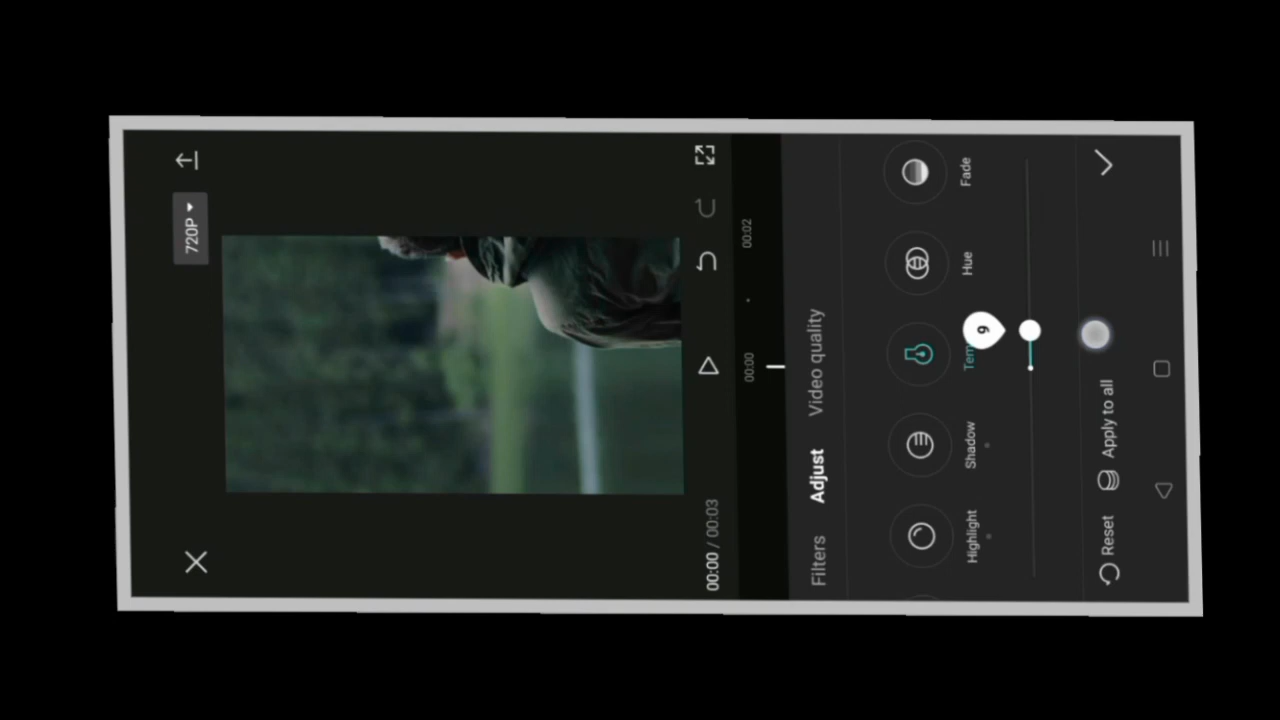 720P
00:00 / 00:03
00:00
00:02
Filters
Adjust
Video quality
Highlight
Shadow
Hue
Fade
9
Reset
Apply to all